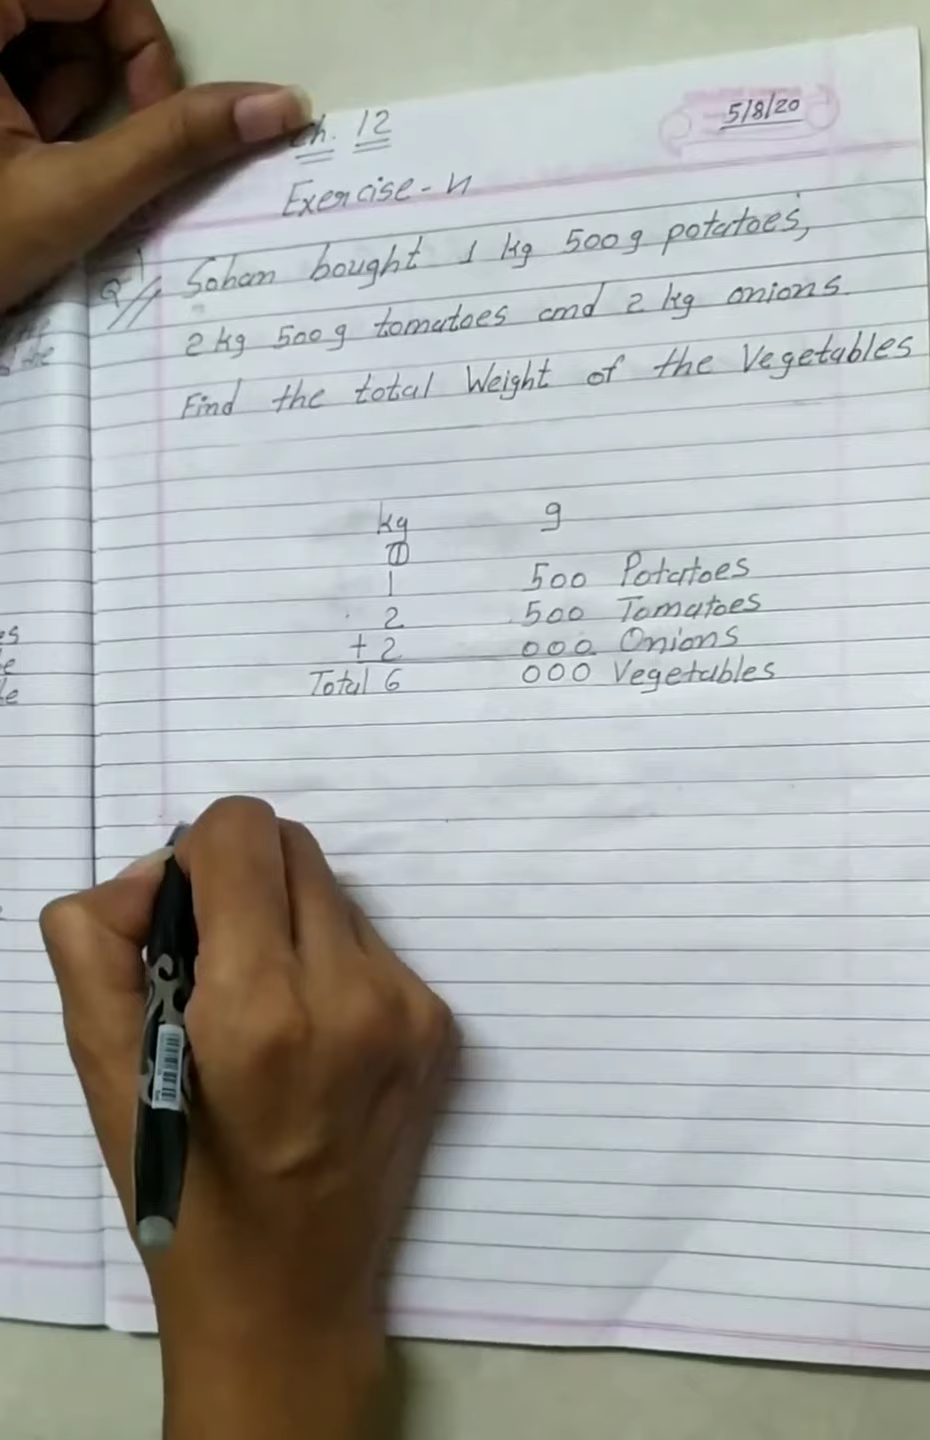 Ch. 12
5/8/20
Exercise - 4
Q1// Soham bought 1 kg 500 g potatoes,
2 kg 500 g tomatoes and 2 kg onions.
Find the total Weight of the Vegetables
kg g
1
1 500 Potatoes
2 500 Tomatoes
+ 2 000 Onions
Total 6 000 Vegetables